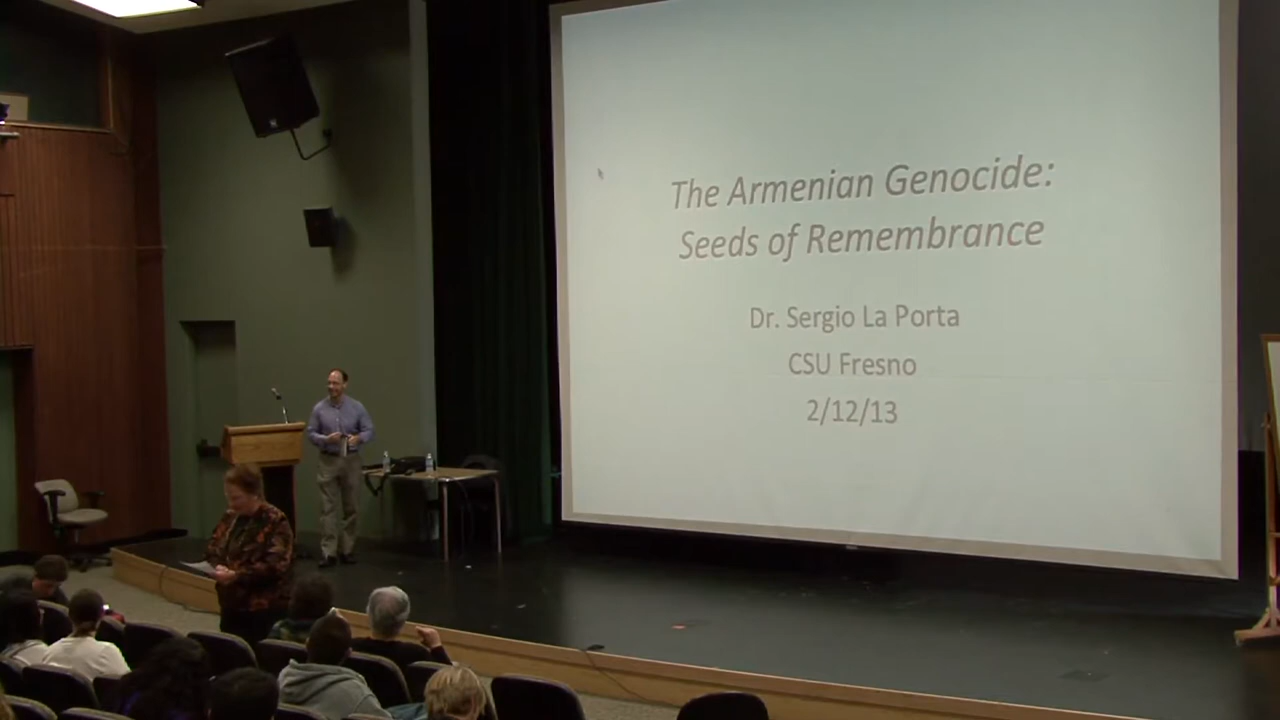 The Armenian Genocide:
Seeds of Remembrance
Dr. Sergio La Porta
CSU Fresno
2/12/13